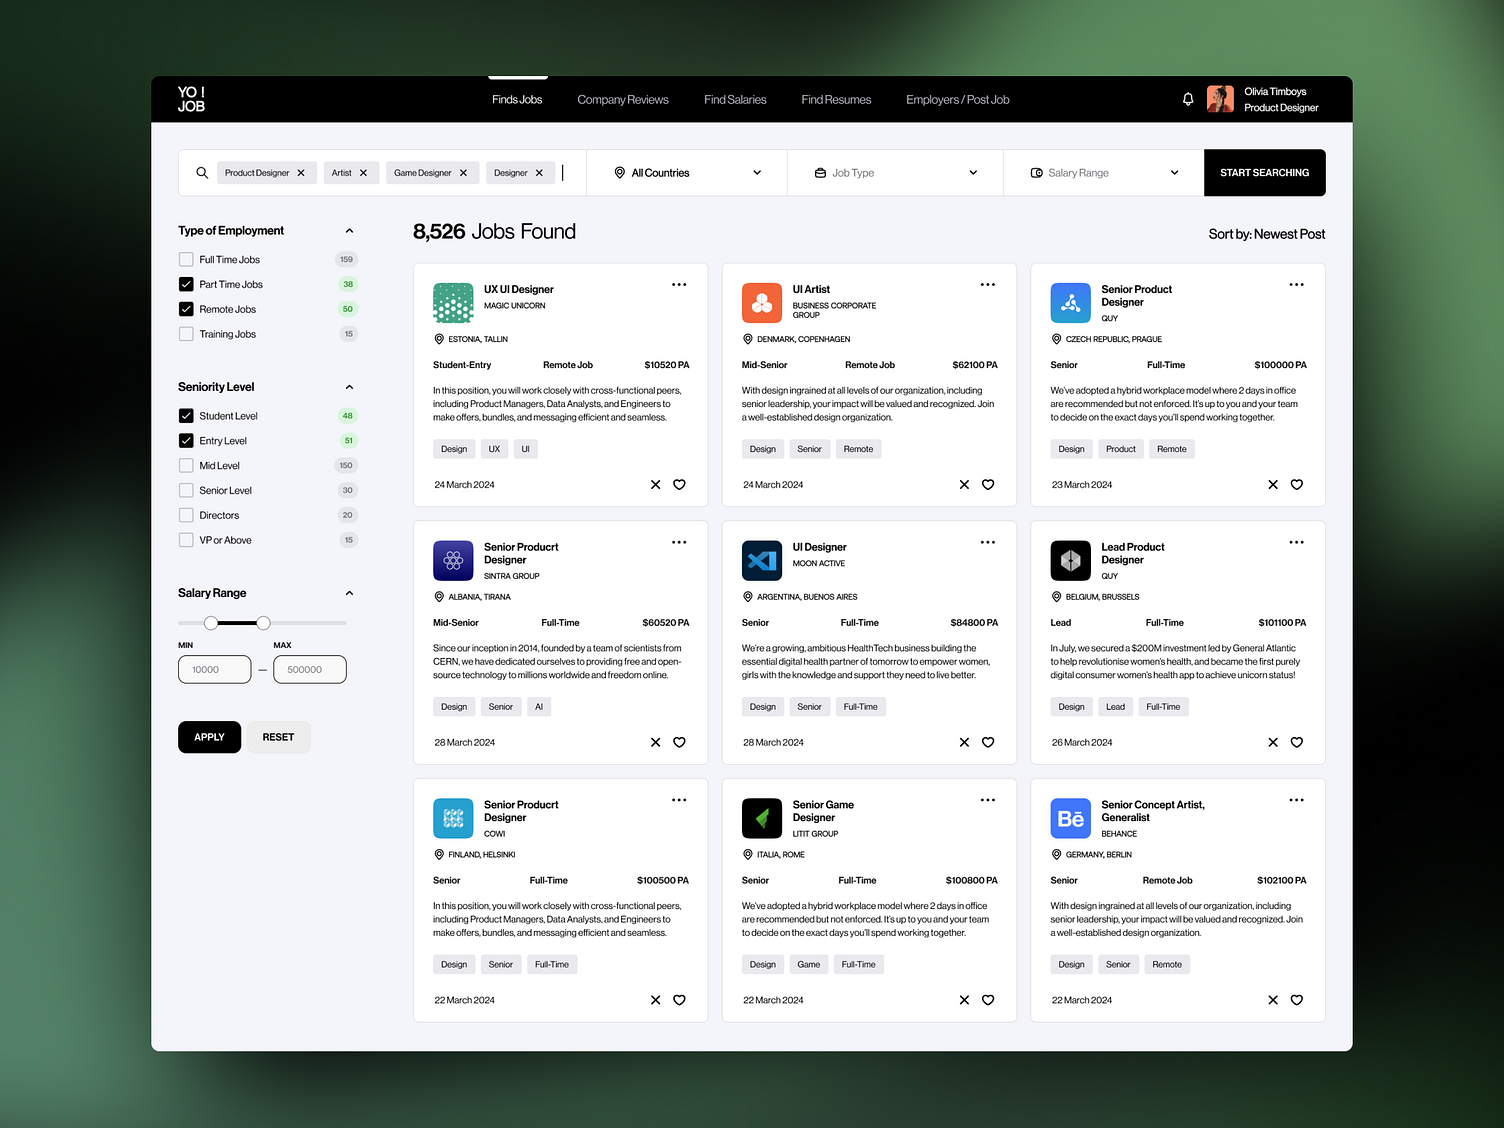 YO !
JOB
Finds Jobs
Company Reviews
Find Salaries
Find Resumes
Employers / Post Job
Olivia Timboys
Product Designer
Product Designer
Artist
Game Designer
Designer
All Countries
Job Type
Salary Range
START SEARCHING
Type of Employment
Full Time Jobs 159
Part Time Jobs 38
Remote Jobs 50
Training Jobs 15
Seniority Level
Student Level 48
Entry Level 51
Mid Level 150
Senior Level 30
Directors 20
VP or Above 15
Salary Range
MIN MAX
10000 — 500000
APPLY RESET
8,526 Jobs Found
Sort by: Newest Post
UX UI Designer
MAGIC UNICORN
ESTONIA, TALLIN
Student-Entry Remote Job $10520 PA
In this position, you will work closely with cross-functional peers,
including Product Managers, Data Analysts, and Engineers to
make offers, bundles, and messaging efficient and seamless.
Design UX UI
24 March 2024
UI Artist
BUSINESS CORPORATE
GROUP
DENMARK, COPENHAGEN
Mid-Senior Remote Job $62100 PA
With design ingrained at all levels of our organization, including
senior leadership, your impact will be valued and recognized. Join
a well-established design organization.
Design Senior Remote
24 March 2024
Senior Product
Designer
QUY
CZECH REPUBLIC, PRAGUE
Senior Full-Time $100000 PA
We've adopted a hybrid workplace model where 2 days in office
are recommended but not enforced. It's up to you and your team
to decide on the exact days you'll spend working together.
Design Product Remote
23 March 2024
Senior Producrt
Designer
SINTRA GROUP
ALBANIA, TIRANA
Mid-Senior Full-Time $60520 PA
Since our inception in 2014, founded by a team of scientists from
CERN, we have dedicated ourselves to providing free and open-
source technology to millions worldwide and freedom online.
Design Senior AI
28 March 2024
UI Designer
MOON ACTIVE
ARGENTINA, BUENOS AIRES
Senior Full-Time $84800 PA
We're a growing, ambitious HealthTech business building the
essential digital health partner of tomorrow to empower women,
girls with the knowledge and support they need to live better.
Design Senior Full-Time
28 March 2024
Lead Product
Designer
QUY
BELGIUM, BRUSSELS
Lead Full-Time $101100 PA
In July, we secured a $200M investment led by General Atlantic
to help revolutionise women's health, and became the first purely
digital consumer women's health app to achieve unicorn status!
Design Lead Full-Time
26 March 2024
Senior Producrt
Designer
COWI
FINLAND, HELSINKI
Senior Full-Time $100500 PA
In this position, you will work closely with cross-functional peers,
including Product Managers, Data Analysts, and Engineers to
make offers, bundles, and messaging efficient and seamless.
Design Senior Full-Time
22 March 2024
Senior Game
Designer
LITIT GROUP
ITALIA, ROME
Senior Full-Time $100800 PA
We've adopted a hybrid workplace model where 2 days in office
are recommended but not enforced. It's up to you and your team
to decide on the exact days you'll spend working together.
Design Game Full-Time
22 March 2024
Bē
Senior Concept Artist,
Generalist
BEHANCE
GERMANY, BERLIN
Senior Remote Job $102100 PA
With design ingrained at all levels of our organization, including
senior leadership, your impact will be valued and recognized. Join
a well-established design organization.
Design Senior Remote
22 March 2024